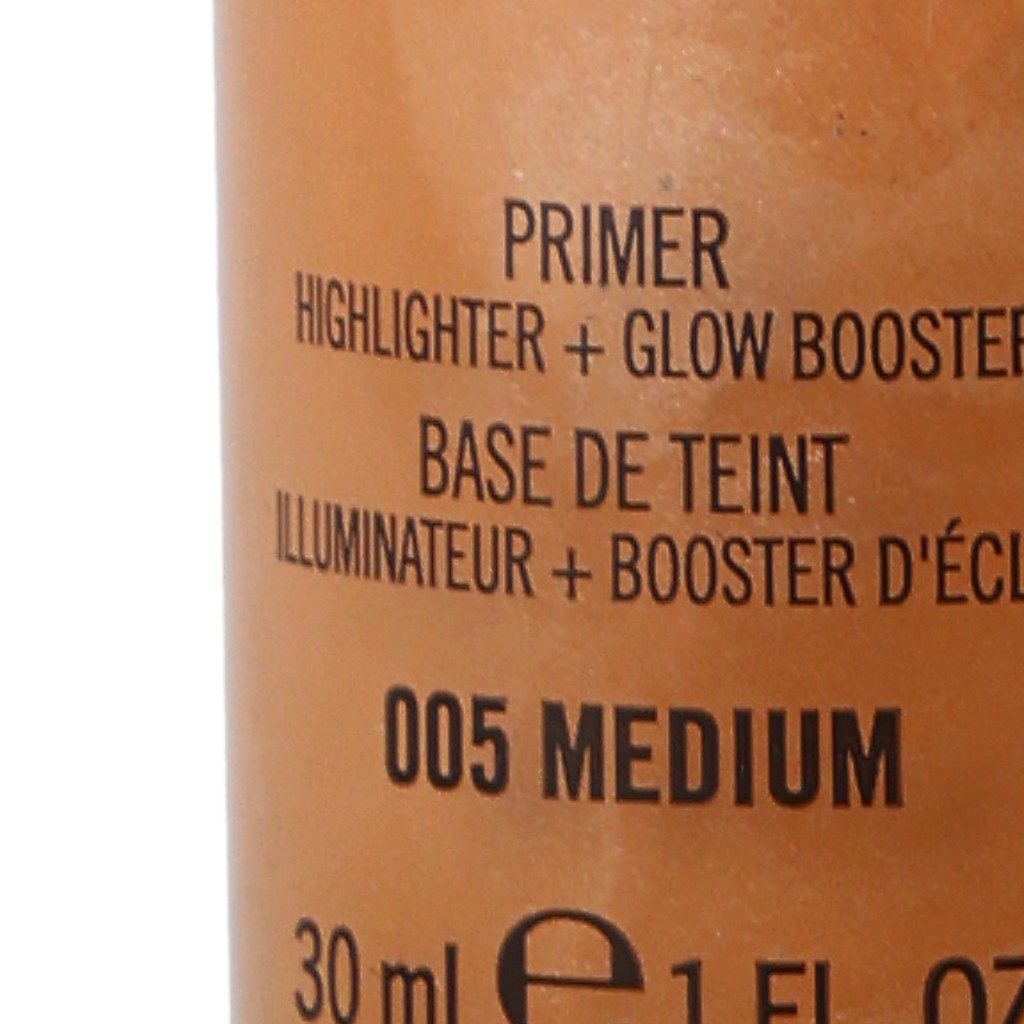 PRIMER
HIGHLIGHTER + GLOW BOOSTER
BASE DE TEINT
ILLUMINATEUR + BOOSTER D'ÉCL
005 MEDIUM
30 ml e 1 FL. OZ